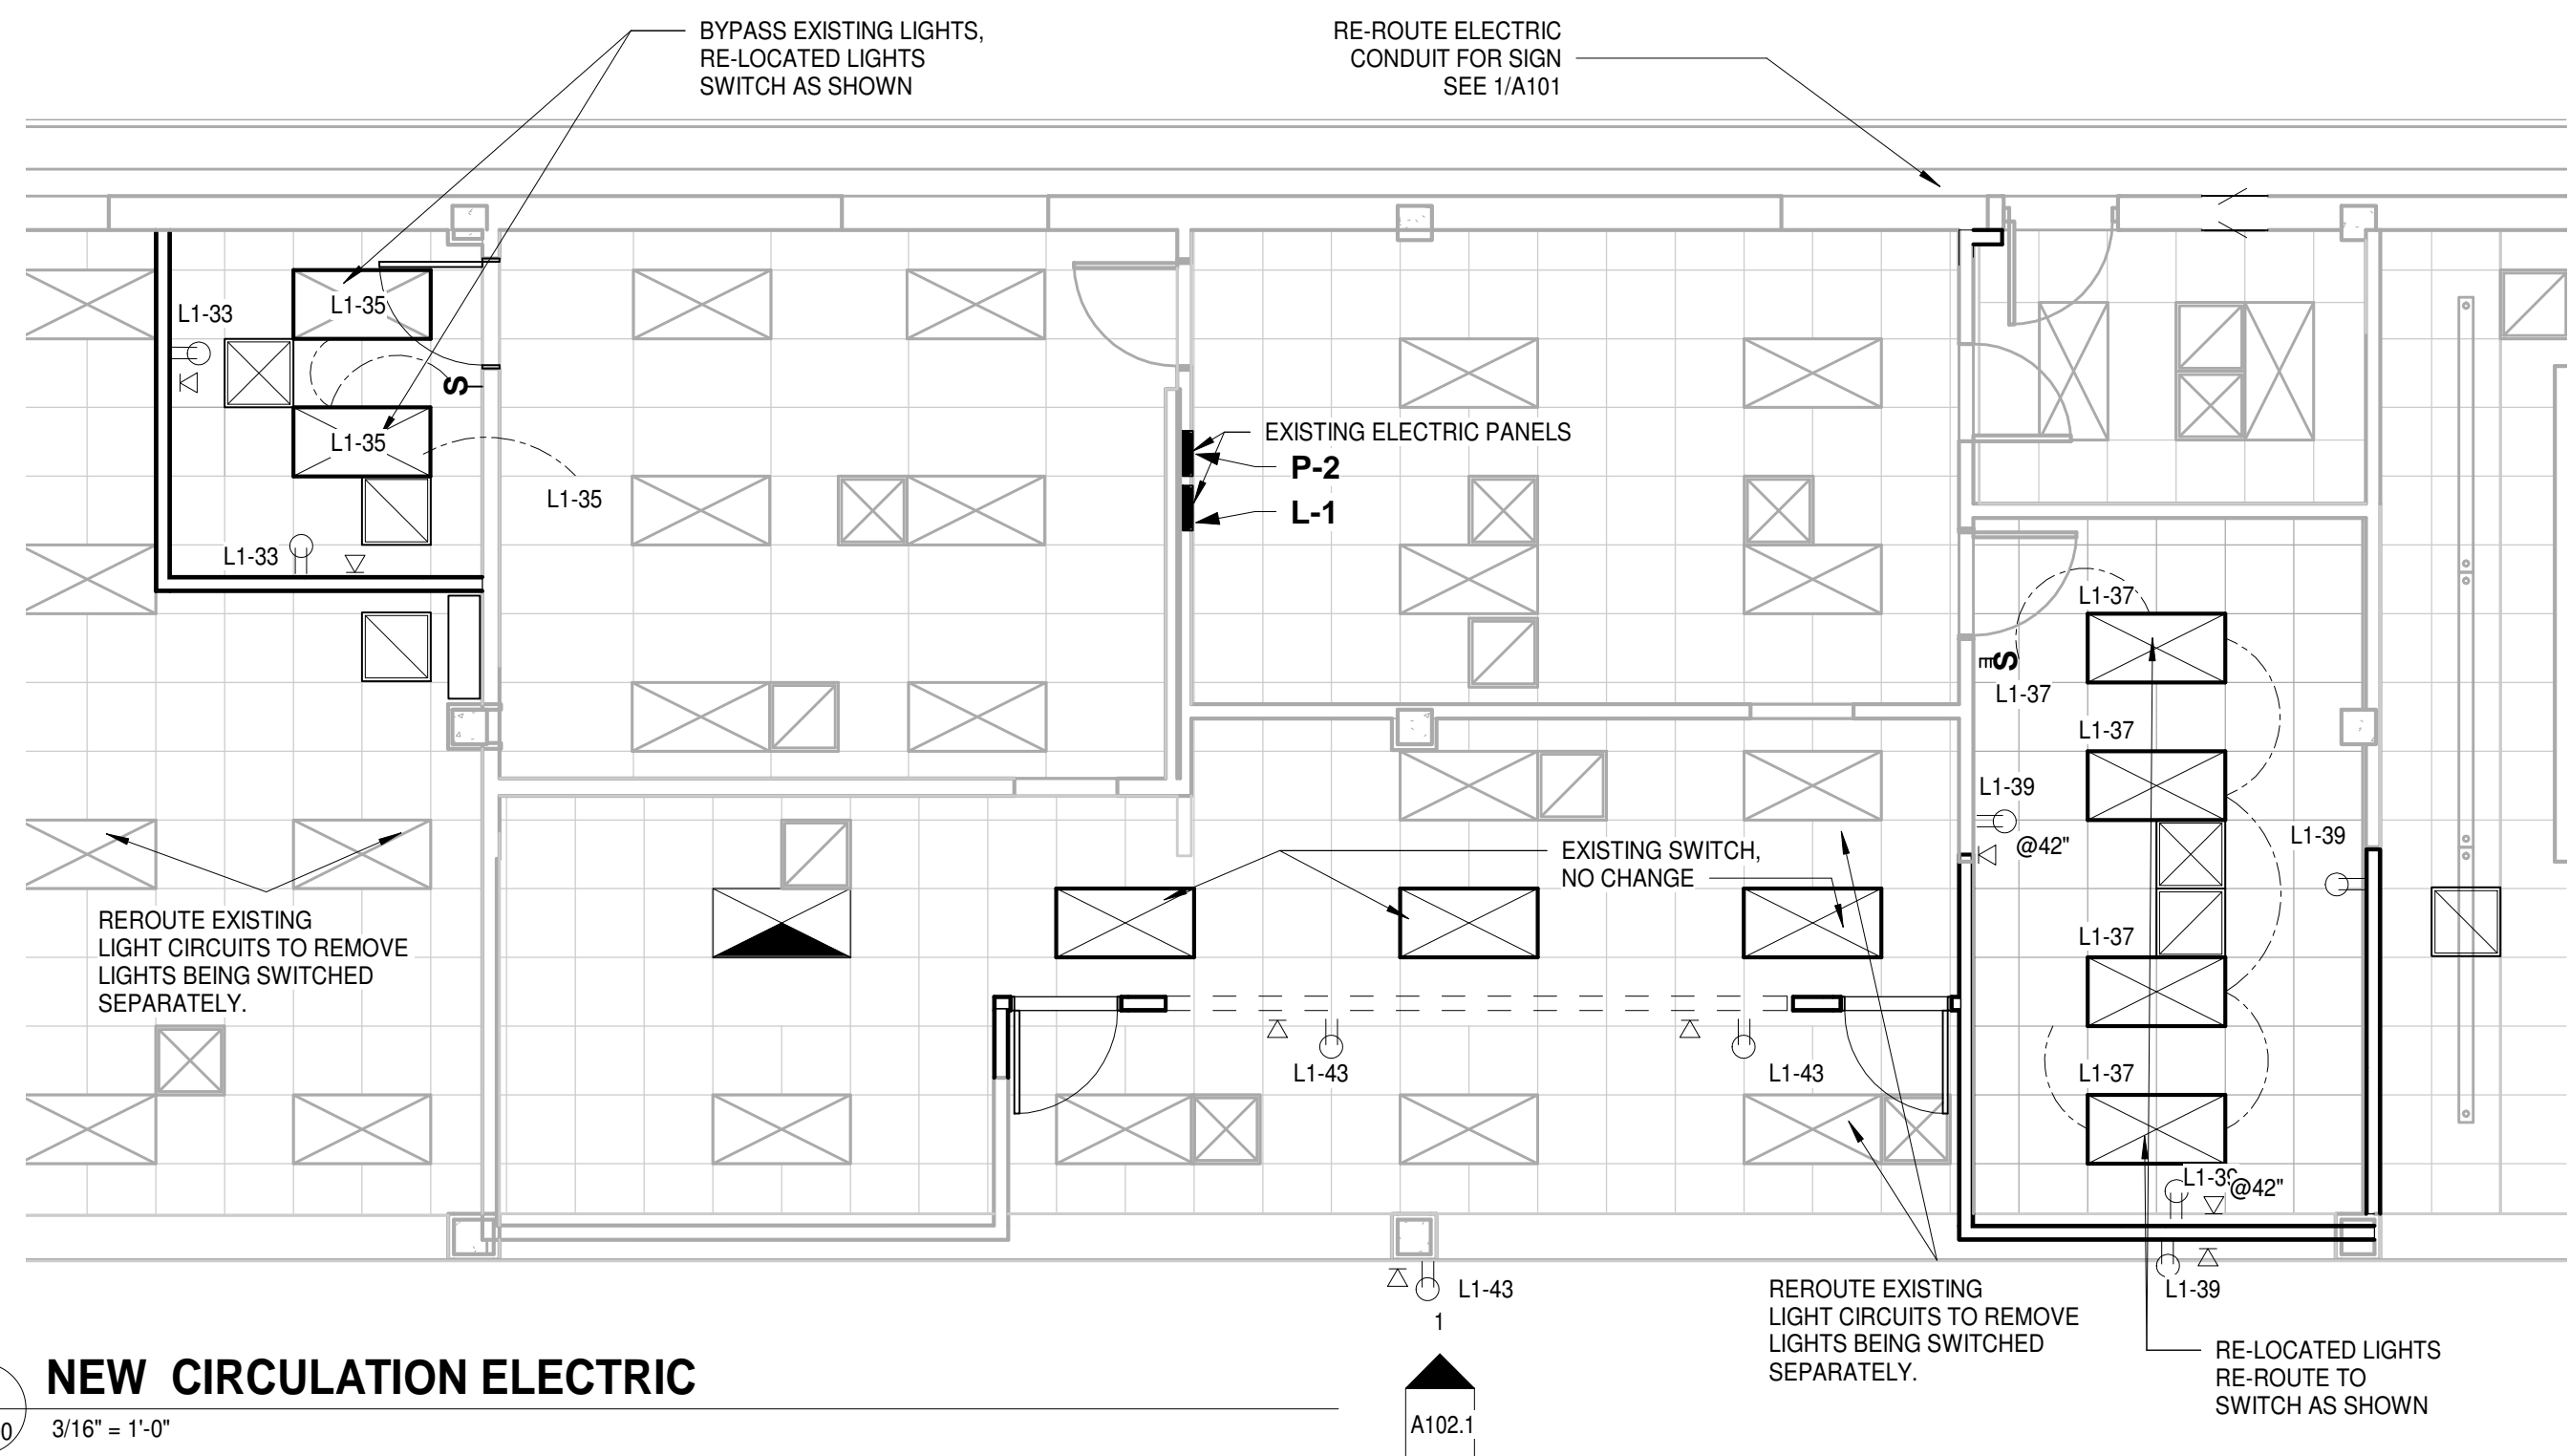 BYPASS EXISTING LIGHTS,
RE-LOCATED LIGHTS
SWITCH AS SHOWN
RE-ROUTE ELECTRIC
CONDUIT FOR SIGN
SEE 1/A101
L1-35
L1-33
S
L1-35
L1-35
L1-33
EXISTING ELECTRIC PANELS
P-2
L-1
L1-37
E
S
L1-37
L1-37
L1-39
@42"
L1-39
EXISTING SWITCH,
NO CHANGE
REROUTE EXISTING
LIGHT CIRCUITS TO REMOVE
LIGHTS BEING SWITCHED
SEPARATELY.
L1-37
L1-43
L1-43
L1-37
L1-39
@42"
L1-43
1
A102.1
REROUTE EXISTING
LIGHT CIRCUITS TO REMOVE
LIGHTS BEING SWITCHED
SEPARATELY.
L1-39
RE-LOCATED LIGHTS
RE-ROUTE TO
SWITCH AS SHOWN
NEW CIRCULATION ELECTRIC
3/16" = 1'-0"